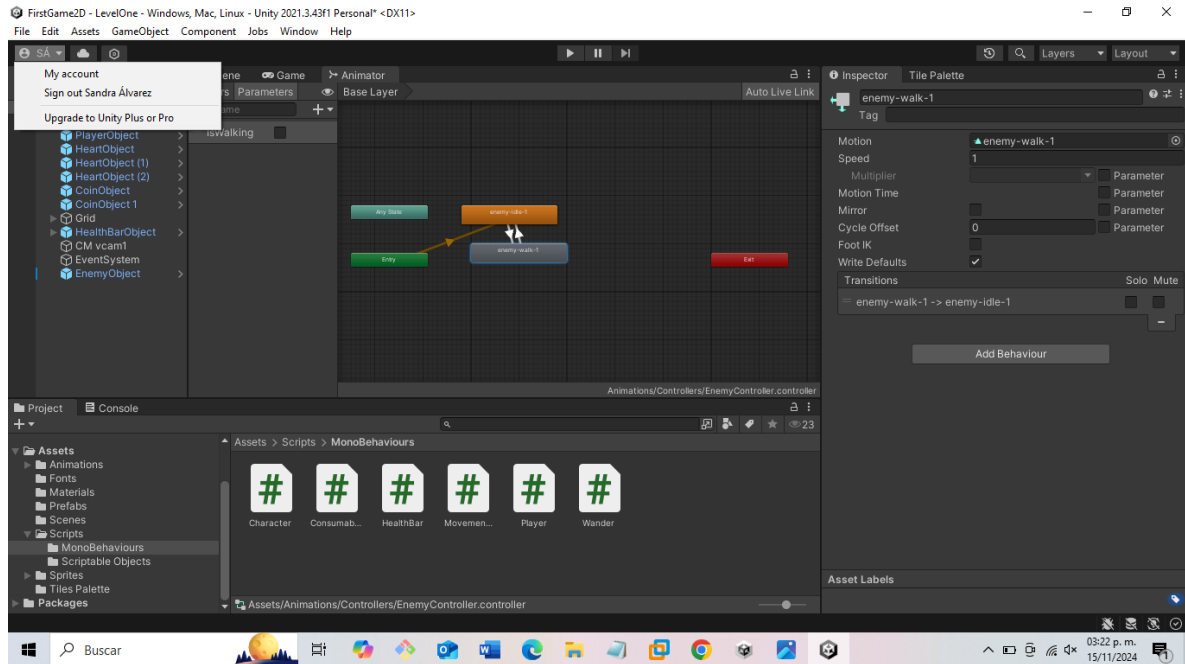 FirstGame2D - LevelOne - Windows, Mac, Linux - Unity 2021.3.43f1 Personal* <DX11>
File Edit Assets GameObject Component Jobs Window Help
SÁ
Layers
Layout
My account
Sign out Sandra Álvarez
Upgrade to Unity Plus or Pro
ene
Game
Animator
rs
Parameters
Base Layer
Auto Live Link
ame
isWalking
PlayerObject
HeartObject
HeartObject (1)
HeartObject (2)
CoinObject
CoinObject 1
Grid
HealthBarObject
CM vcam1
EventSystem
EnemyObject
Any State
enemy-idle-1
enemy-walk-1
Entry
Exit
Animations/Controllers/EnemyController.controller
Inspector
Tile Palette
enemy-walk-1
Tag
Motion
enemy-walk-1
Speed
1
Multiplier
Parameter
Motion Time
Parameter
Mirror
Parameter
Cycle Offset
0
Parameter
Foot IK
Write Defaults
Transitions
Solo Mute
enemy-walk-1 -> enemy-idle-1
Add Behaviour
Asset Labels
Project
Console
23
Assets
Animations
Fonts
Materials
Prefabs
Scenes
Scripts
MonoBehaviours
Scriptable Objects
Sprites
Tiles Palette
Packages
Assets > Scripts > MonoBehaviours
# # # # # #
Character Consumab... HealthBar Movemen... Player Wander
Assets/Animations/Controllers/EnemyController.controller
Buscar
03:22 p. m.
15/11/2024
1